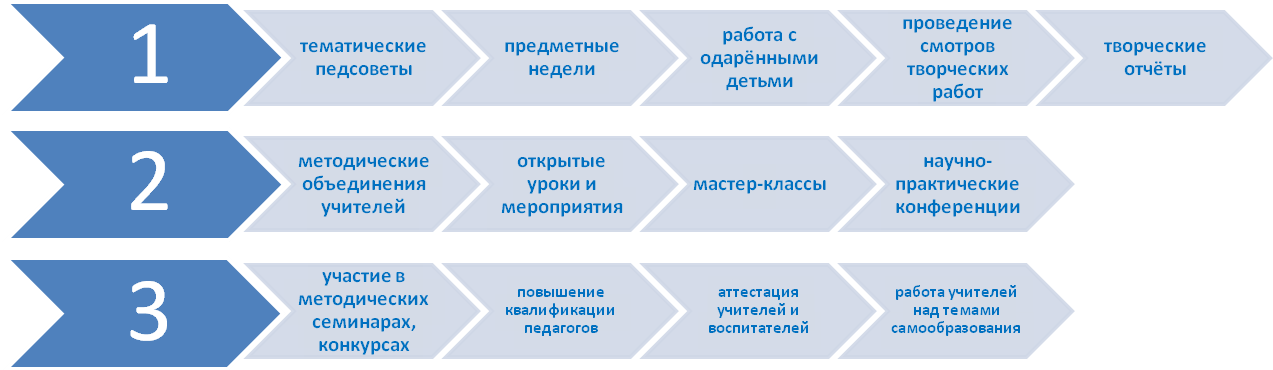 1
тематические
педсоветы
предметные
недели
работа с
одарёнными
детьми
проведение
смотров
творческих
работ
творческие
отчёты
2
методические
объединения
учителей
открытые
уроки и
мероприятия
мастер-классы
научно-
практические
конференции
3
участие в
методических
семинарах,
конкурсах
повышение
квалификации
педагогов
аттестация
учителей и
воспитателей
работа учителей
над темами
самообразования